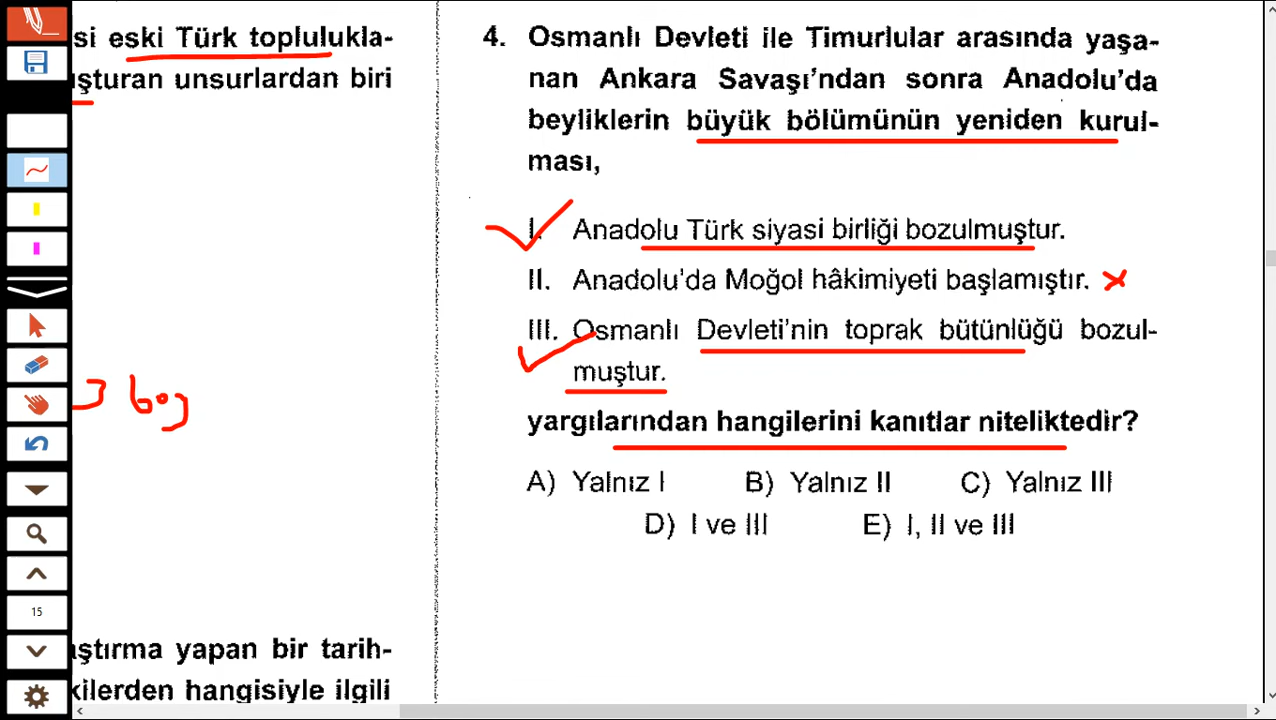 si eski Türk toplulukla-
şturan unsurlardan biri
boz
aştırma yapan bir tarih-
kilerden hangisiyle ilgili
4. Osmanlı Devleti ile Timurlular arasında yaşa-
nan Ankara Savaşı'ndan sonra Anadolu'da
beyliklerin büyük bölümünün yeniden kurul-
ması,
I. Anadolu Türk siyasi birliği bozulmuştur.
II. Anadolu'da Moğol hâkimiyeti başlamıştır.
III. Osmanlı Devleti'nin toprak bütünlüğü bozul-
muştur.
yargılarından hangilerini kanıtlar niteliktedir?
A) Yalnız I B) Yalnız II C) Yalnız III
D) I ve III E) I, II ve III
15